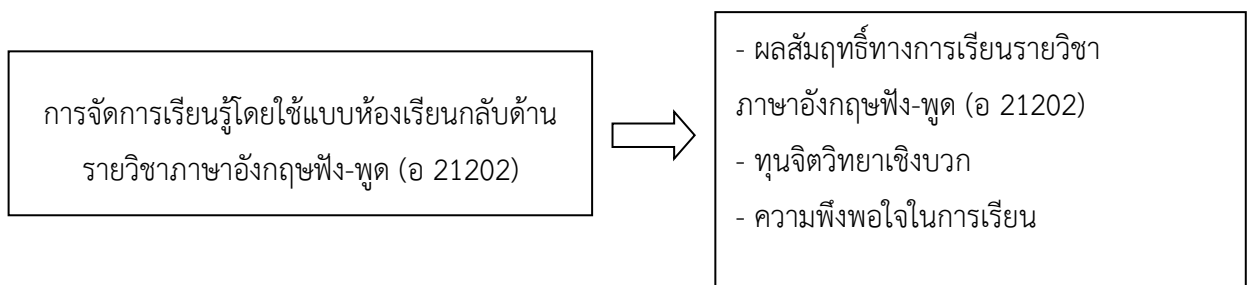 การจัดการเรียนรู้โดยใช้แบบห้องเรียนกลับด้าน
รายวิชาภาษาอังกฤษฟัง-พูด (อ 21202)
- ผลสัมฤทธิ์ทางการเรียนรายวิชา
ภาษาอังกฤษฟัง-พูด (อ 21202)
- ทุนจิตวิทยาเชิงบวก
- ความพึงพอใจในการเรียน